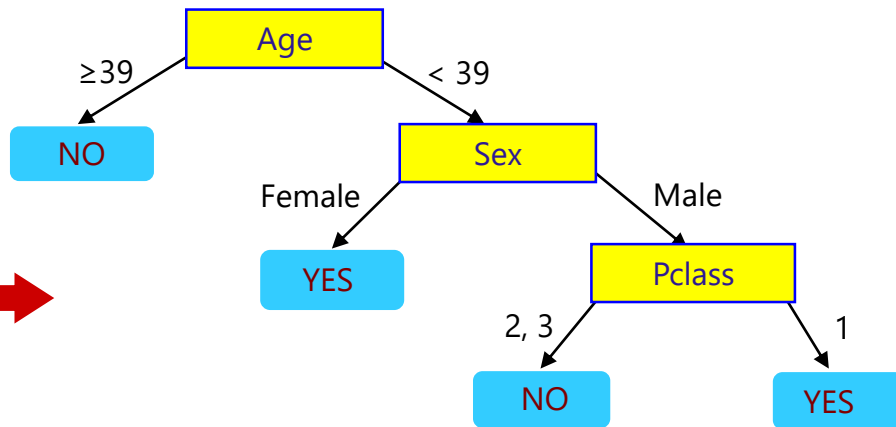 Age
≥39
< 39
NO
Sex
Female
Male
YES
Pclass
2, 3
1
NO
YES